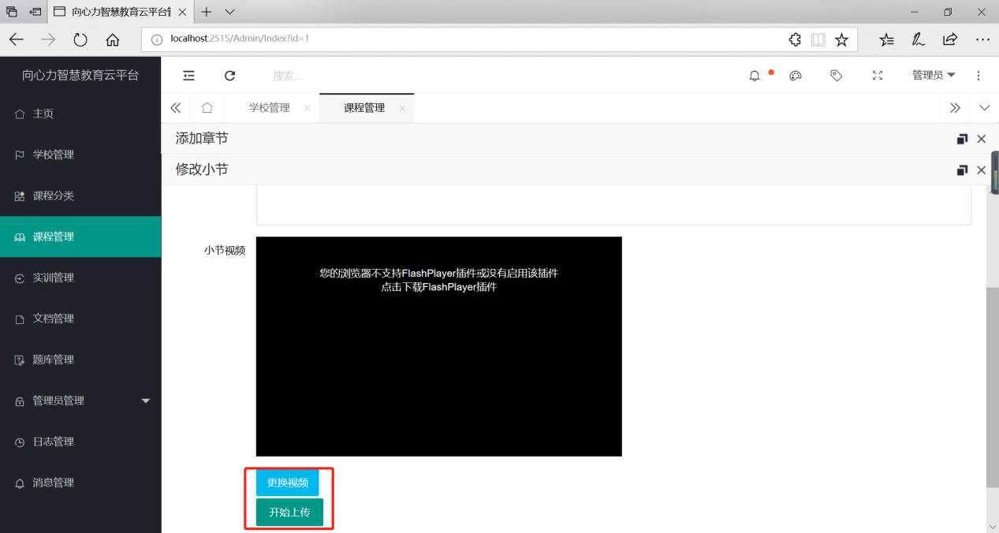 向心力智慧教育云平台管
localhost:2515/Admin/Index?id=1
向心力智慧教育云平台
搜索...
管理员
学校管理
课程管理
主页
学校管理
课程分类
课程管理
实训管理
文档管理
题库管理
管理员管理
日志管理
消息管理
添加章节
修改小节
小节视频
您的浏览器不支持FlashPlayer插件或没有启用该插件
点击下载FlashPlayer插件
更换视频
开始上传